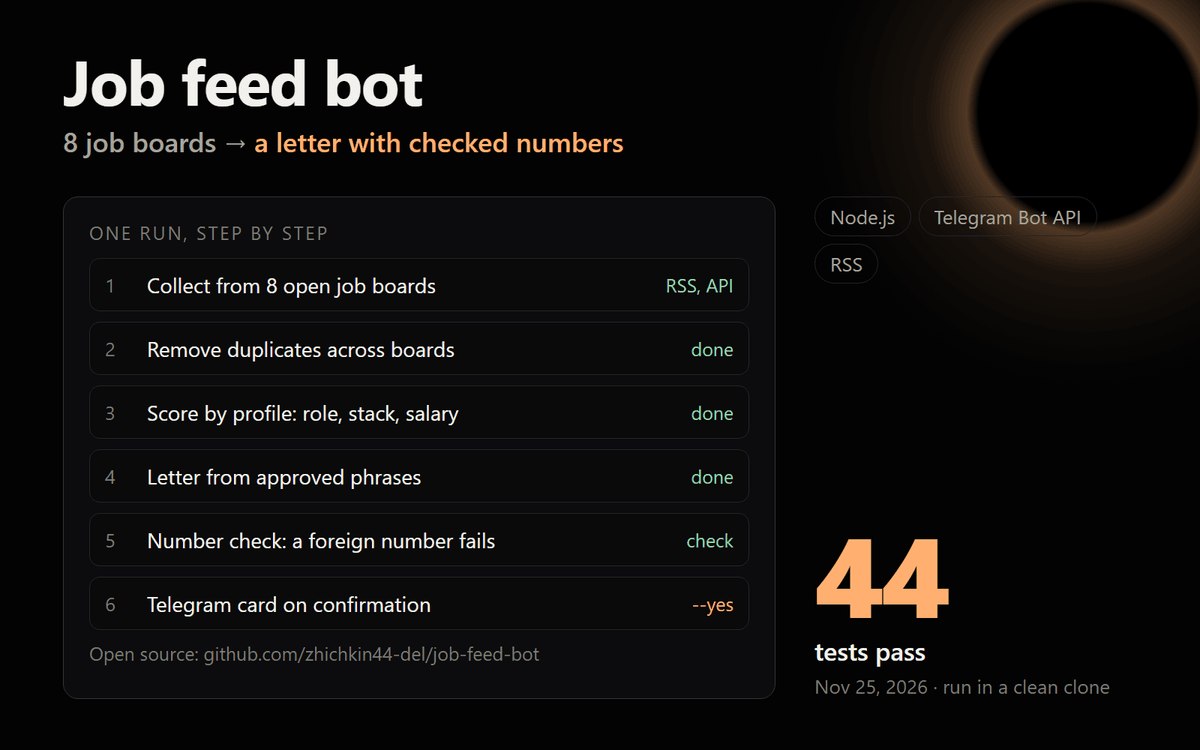 Job feed bot
8 job boards → a letter with checked numbers
ONE RUN, STEP BY STEP
1 Collect from 8 open job boards RSS, API
2 Remove duplicates across boards done
3 Score by profile: role, stack, salary done
4 Letter from approved phrases done
5 Number check: a foreign number fails check
6 Telegram card on confirmation --yes
Open source: github.com/zhichkin44-del/job-feed-bot
Node.js Telegram Bot API
RSS
44
tests pass
Nov 25, 2026 · run in a clean clone